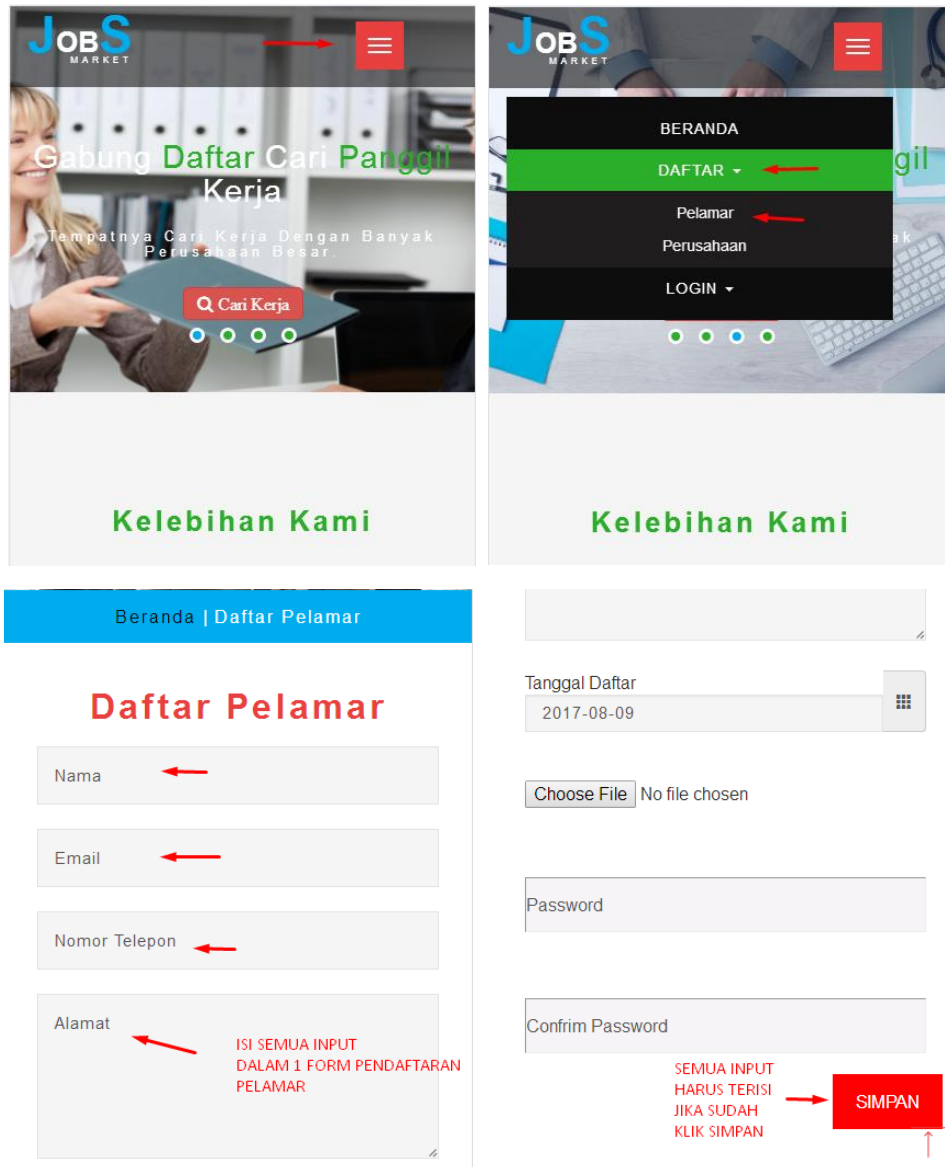 JOBS
MARKET
Gabung Daftar Cari Panggil
Kerja
Tempatnya Cari Kerja Dengan Banyak
Perusahaan Besar.
Cari Kerja
Kelebihan Kami
JOBS
MARKET
BERANDA
DAFTAR
gil
Pelamar
ak
Perusahaan
LOGIN
Kelebihan Kami
Beranda | Daftar Pelamar
Daftar Pelamar
Nama
Email
Nomor Telepon
Alamat
ISI SEMUA INPUT
DALAM 1 FORM PENDAFTARAN
PELAMAR
Tanggal Daftar
2017-08-09
Choose File No file chosen
Password
Confrim Password
SEMUA INPUT
HARUS TERISI
JIKA SUDAH
KLIK SIMPAN
SIMPAN